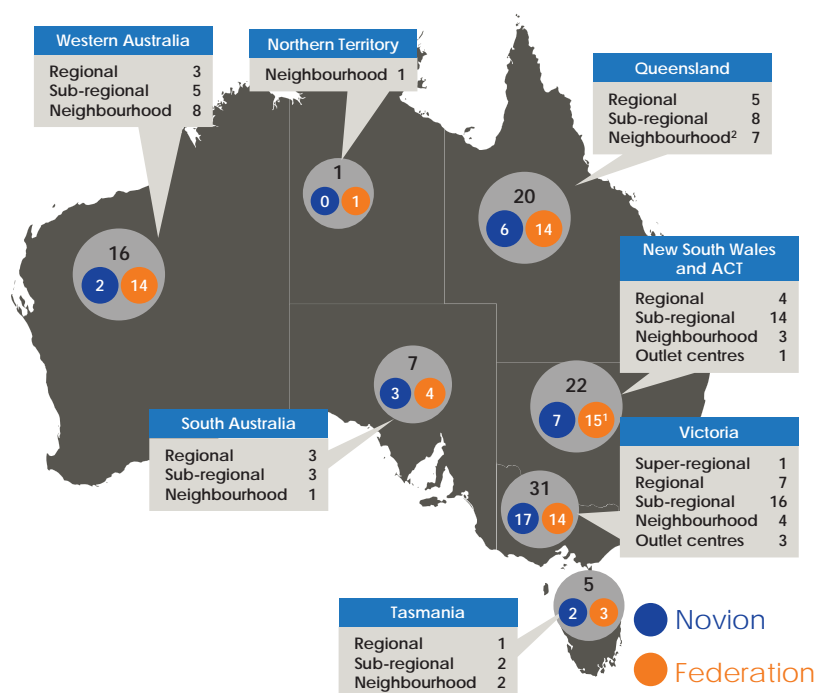 Western Australia
Regional 3
Sub-regional 5
Neighbourhood 8
Northern Territory
Neighbourhood 1
Queensland
Regional 5
Sub-regional 8
Neighbourhood² 7
1
0 1
20
6 14
16
2 14
New South Wales
and ACT
Regional 4
Sub-regional 14
Neighbourhood 3
Outlet centres 1
7
3 4
22
7 15¹
South Australia
Regional 3
Sub-regional 3
Neighbourhood 1
Victoria
Super-regional 1
Regional 7
Sub-regional 16
Neighbourhood 4
Outlet centres 3
31
17 14
5
2 3
Tasmania
Regional 1
Sub-regional 2
Neighbourhood 2
Novion
Federation